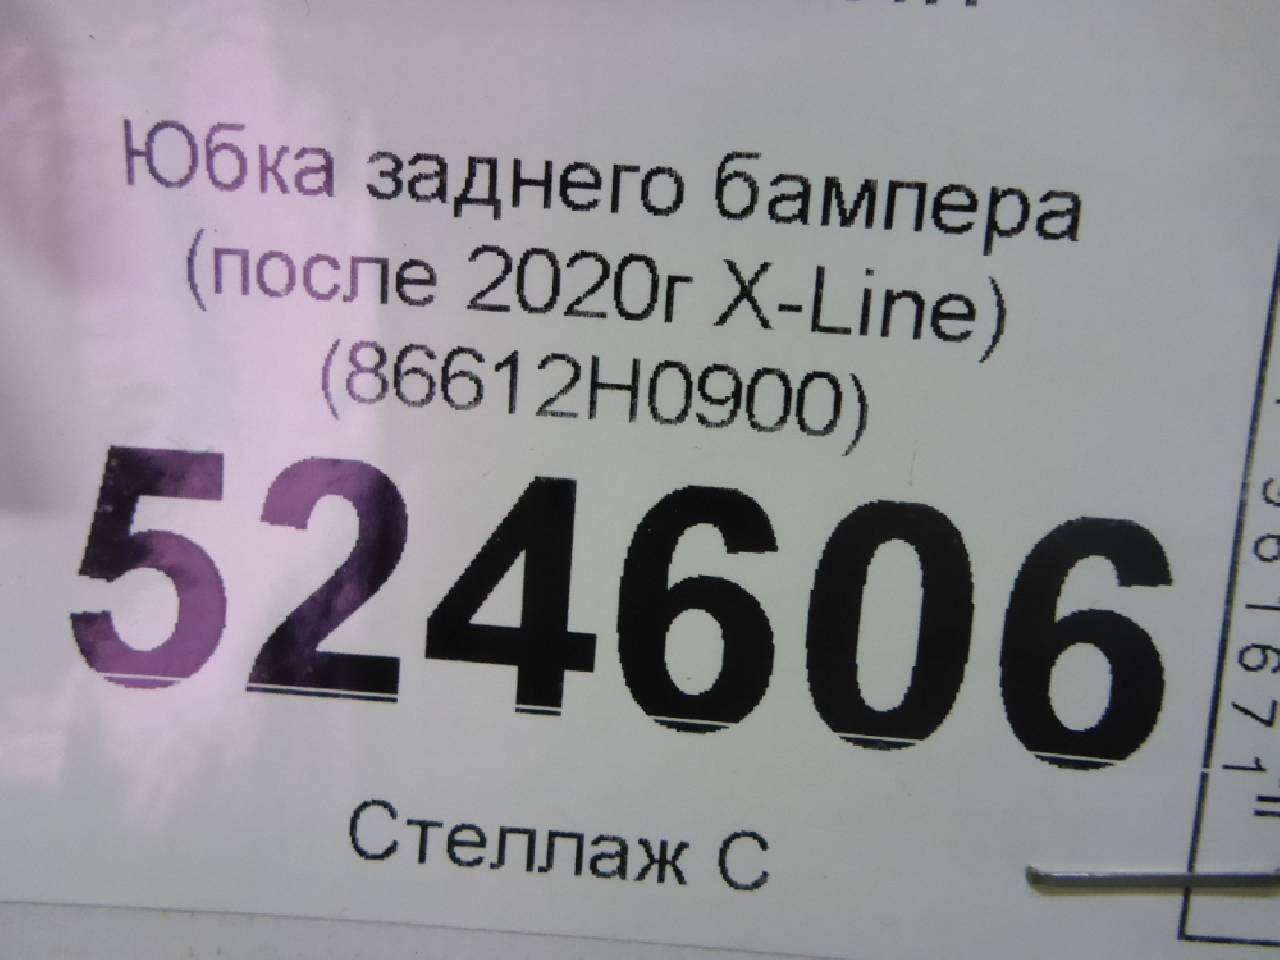 Юбка заднего бампера
(после 2020г X-Line)
(86612H0900)
524606
Стеллаж С